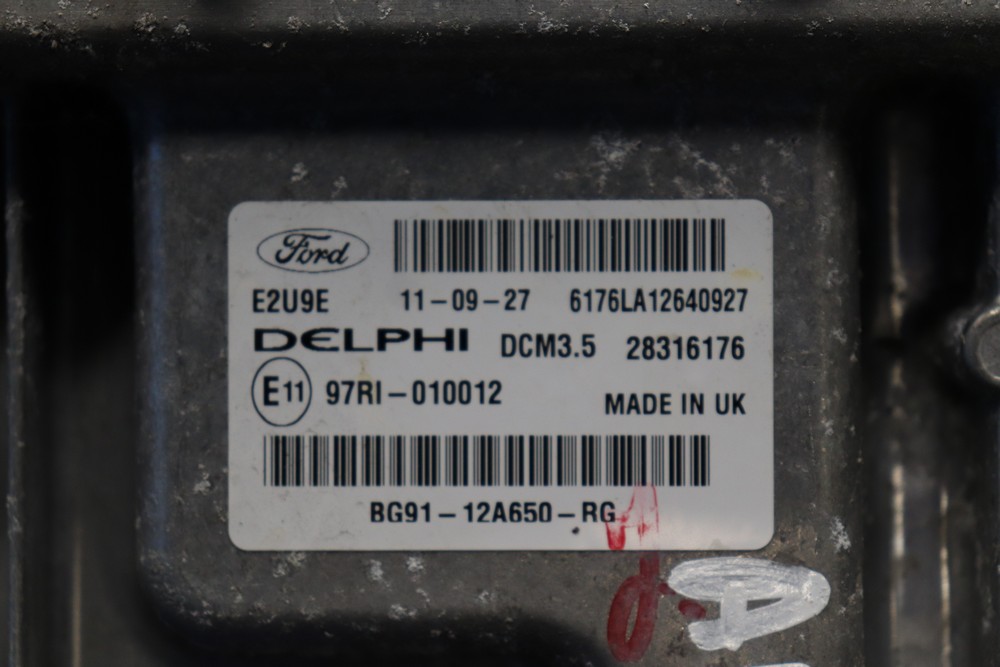 Ford
E2U9E 11-09-27 6176LA12640927
DELPHI DCM3.5 28316176
E11 97RI-010012
MADE IN UK
BG91-12A650-RG